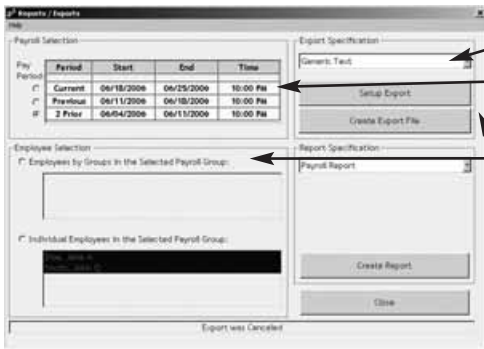 Reports / Exports
Help
Payroll Selection
Pay Period:
Period Start End Time
Current 06/18/2006 06/25/2006 10:00 PM
Previous 06/11/2006 06/18/2006 10:00 PM
2 Prior 06/04/2006 06/11/2006 10:00 PM
Export Specification
Generic Text
Setup Export
Create Export File
Employee Selection
Employees by Groups in the Selected Payroll Group:
Individual Employees in the Selected Payroll Group:
Report Specification
Payroll Report
Create Report
Close
Export was Canceled